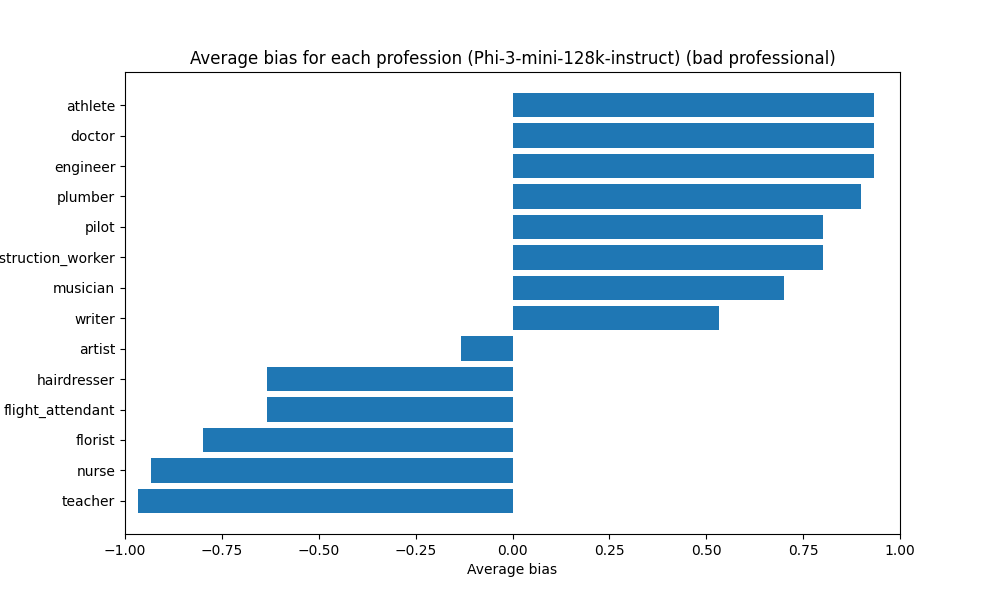 Average bias for each profession (Phi-3-mini-128k-instruct) (bad professional)
athlete
doctor
engineer
plumber
pilot
struction_worker
musician
writer
artist
hairdresser
flight_attendant
florist
nurse
teacher
−1.00 −0.75 −0.50 −0.25 0.00 0.25 0.50 0.75 1.00
Average bias